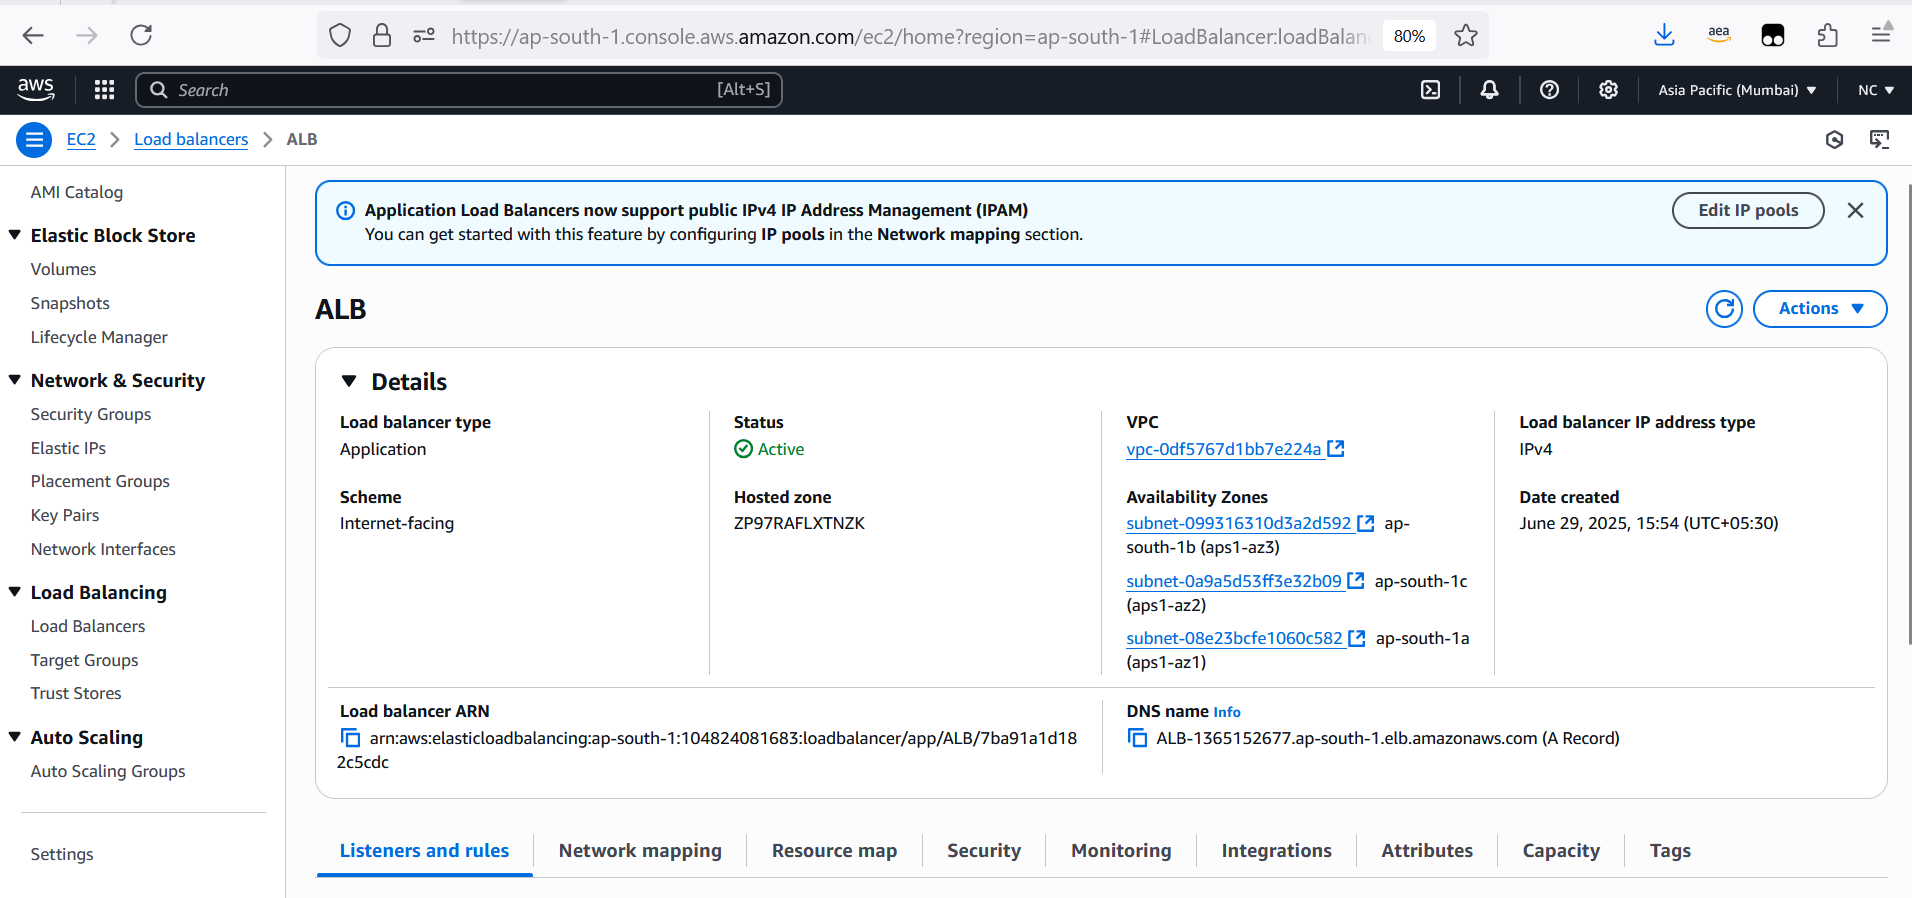 https://ap-south-1.console.aws.amazon.com/ec2/home?region=ap-south-1#LoadBalancer:loadBalanc
80%
aea
aws
Search
[Alt+S]
Asia Pacific (Mumbai)
NC
EC2
Load balancers
ALB
AMI Catalog
Elastic Block Store
Volumes
Snapshots
Lifecycle Manager
Network & Security
Security Groups
Elastic IPs
Placement Groups
Key Pairs
Network Interfaces
Load Balancing
Load Balancers
Target Groups
Trust Stores
Auto Scaling
Auto Scaling Groups
Settings
Application Load Balancers now support public IPv4 IP Address Management (IPAM)
You can get started with this feature by configuring IP pools in the Network mapping section.
Edit IP pools
ALB
Actions
Details
Load balancer type
Application
Scheme
Internet-facing
Status
Active
Hosted zone
ZP97RAFLXTNZK
VPC
vpc-0df5767d1bb7e224a
Availability Zones
subnet-099316310d3a2d592 ap-
south-1b (aps1-az3)
subnet-0a9a5d53ff3e32b09 ap-south-1c
(aps1-az2)
subnet-08e23bcfe1060c582 ap-south-1a
(aps1-az1)
Load balancer IP address type
IPv4
Date created
June 29, 2025, 15:54 (UTC+05:30)
Load balancer ARN
arn:aws:elasticloadbalancing:ap-south-1:104824081683:loadbalancer/app/ALB/7ba91a1d18
2c5cdc
DNS name Info
ALB-1365152677.ap-south-1.elb.amazonaws.com (A Record)
Listeners and rules
Network mapping
Resource map
Security
Monitoring
Integrations
Attributes
Capacity
Tags